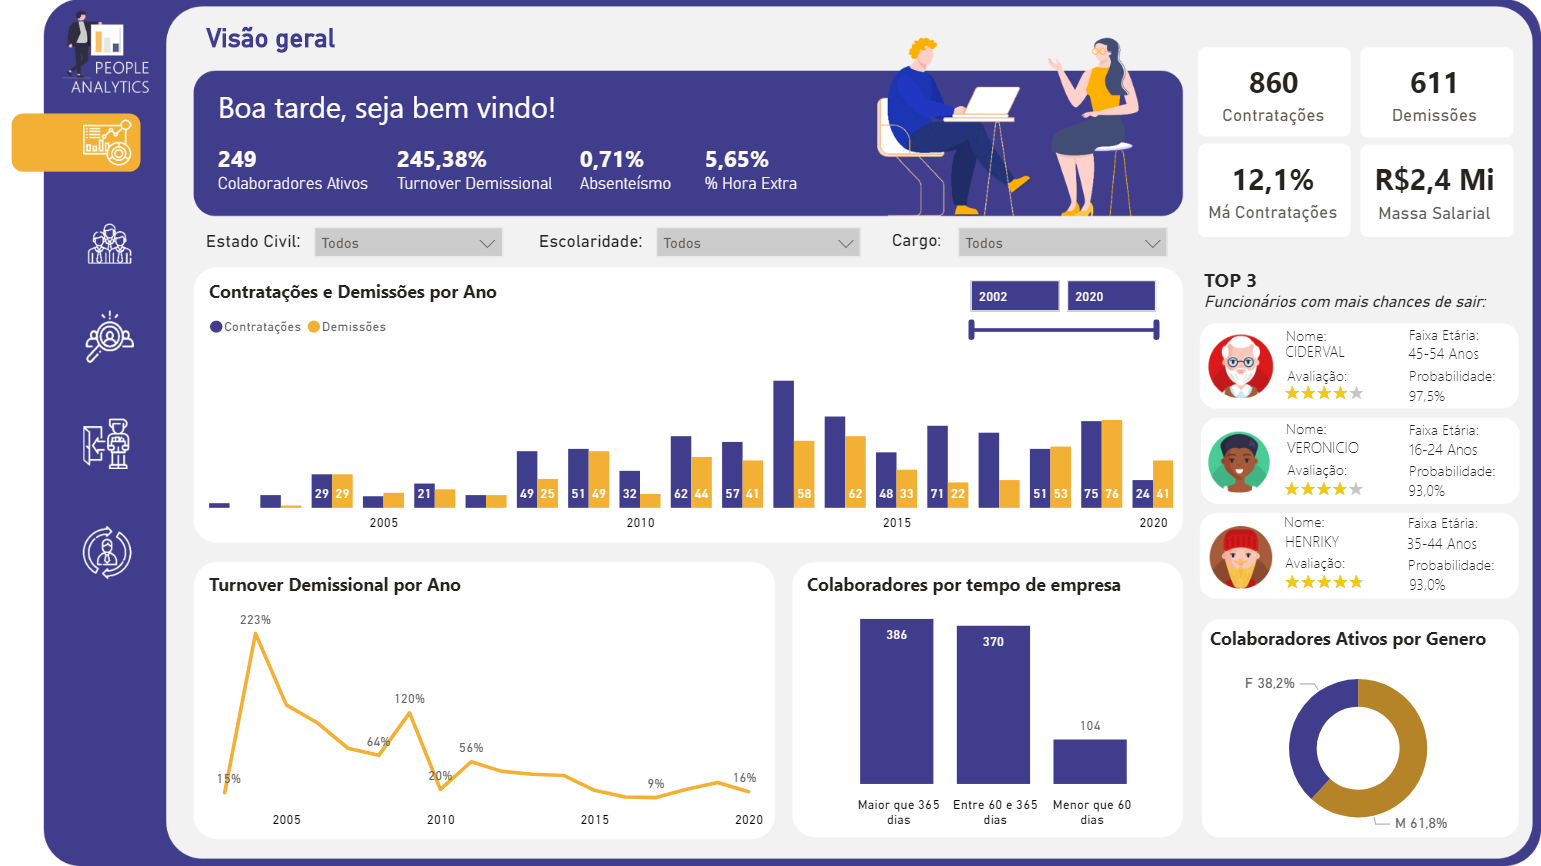 PEOPLE
ANALYTICS
Visão geral
Boa tarde, seja bem vindo!
249
Colaboradores Ativos
245,38%
Turnover Demissional
0,71%
Absenteísmo
5,65%
% Hora Extra
860
Contratações
611
Demissões
12,1%
Má Contratações
R$2,4 Mi
Massa Salarial
Estado Civil:
Todos
Escolaridade:
Todos
Cargo:
Todos
Contratações e Demissões por Ano
2002
2020
Contratações
Demissões
29 29
21
49 25
51 49
32
62 44
57 41
58
62
48 33
71 22
51 53
75 76
24 41
2005
2010
2015
2020
TOP 3
Funcionários com mais chances de sair:
Nome:
CIDERVAL
Avaliação:
Faixa Etária:
45-54 Anos
Probabilidade:
97,5%
Nome:
VERONICIO
Avaliação:
Faixa Etária:
16-24 Anos
Probabilidade:
93,0%
Nome:
HENRIKY
Avaliação:
Faixa Etária:
35-44 Anos
Probabilidade:
93,0%
Turnover Demissional por Ano
15%
223%
64%
120%
20%
56%
9%
16%
2005
2010
2015
2020
Colaboradores por tempo de empresa
386
370
104
Maior que 365
dias
Entre 60 e 365
dias
Menor que 60
dias
Colaboradores Ativos por Genero
F 38,2%
M 61,8%